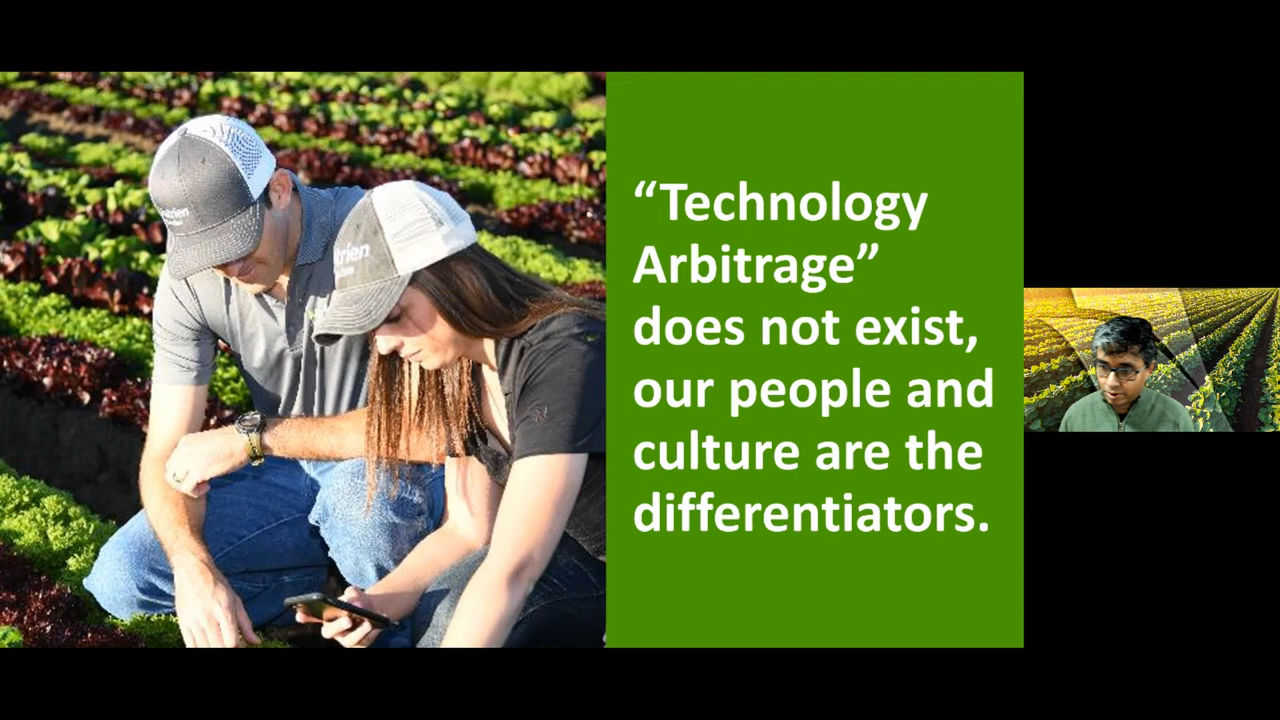 “Technology
Arbitrage”
does not exist,
our people and
culture are the
differentiators.